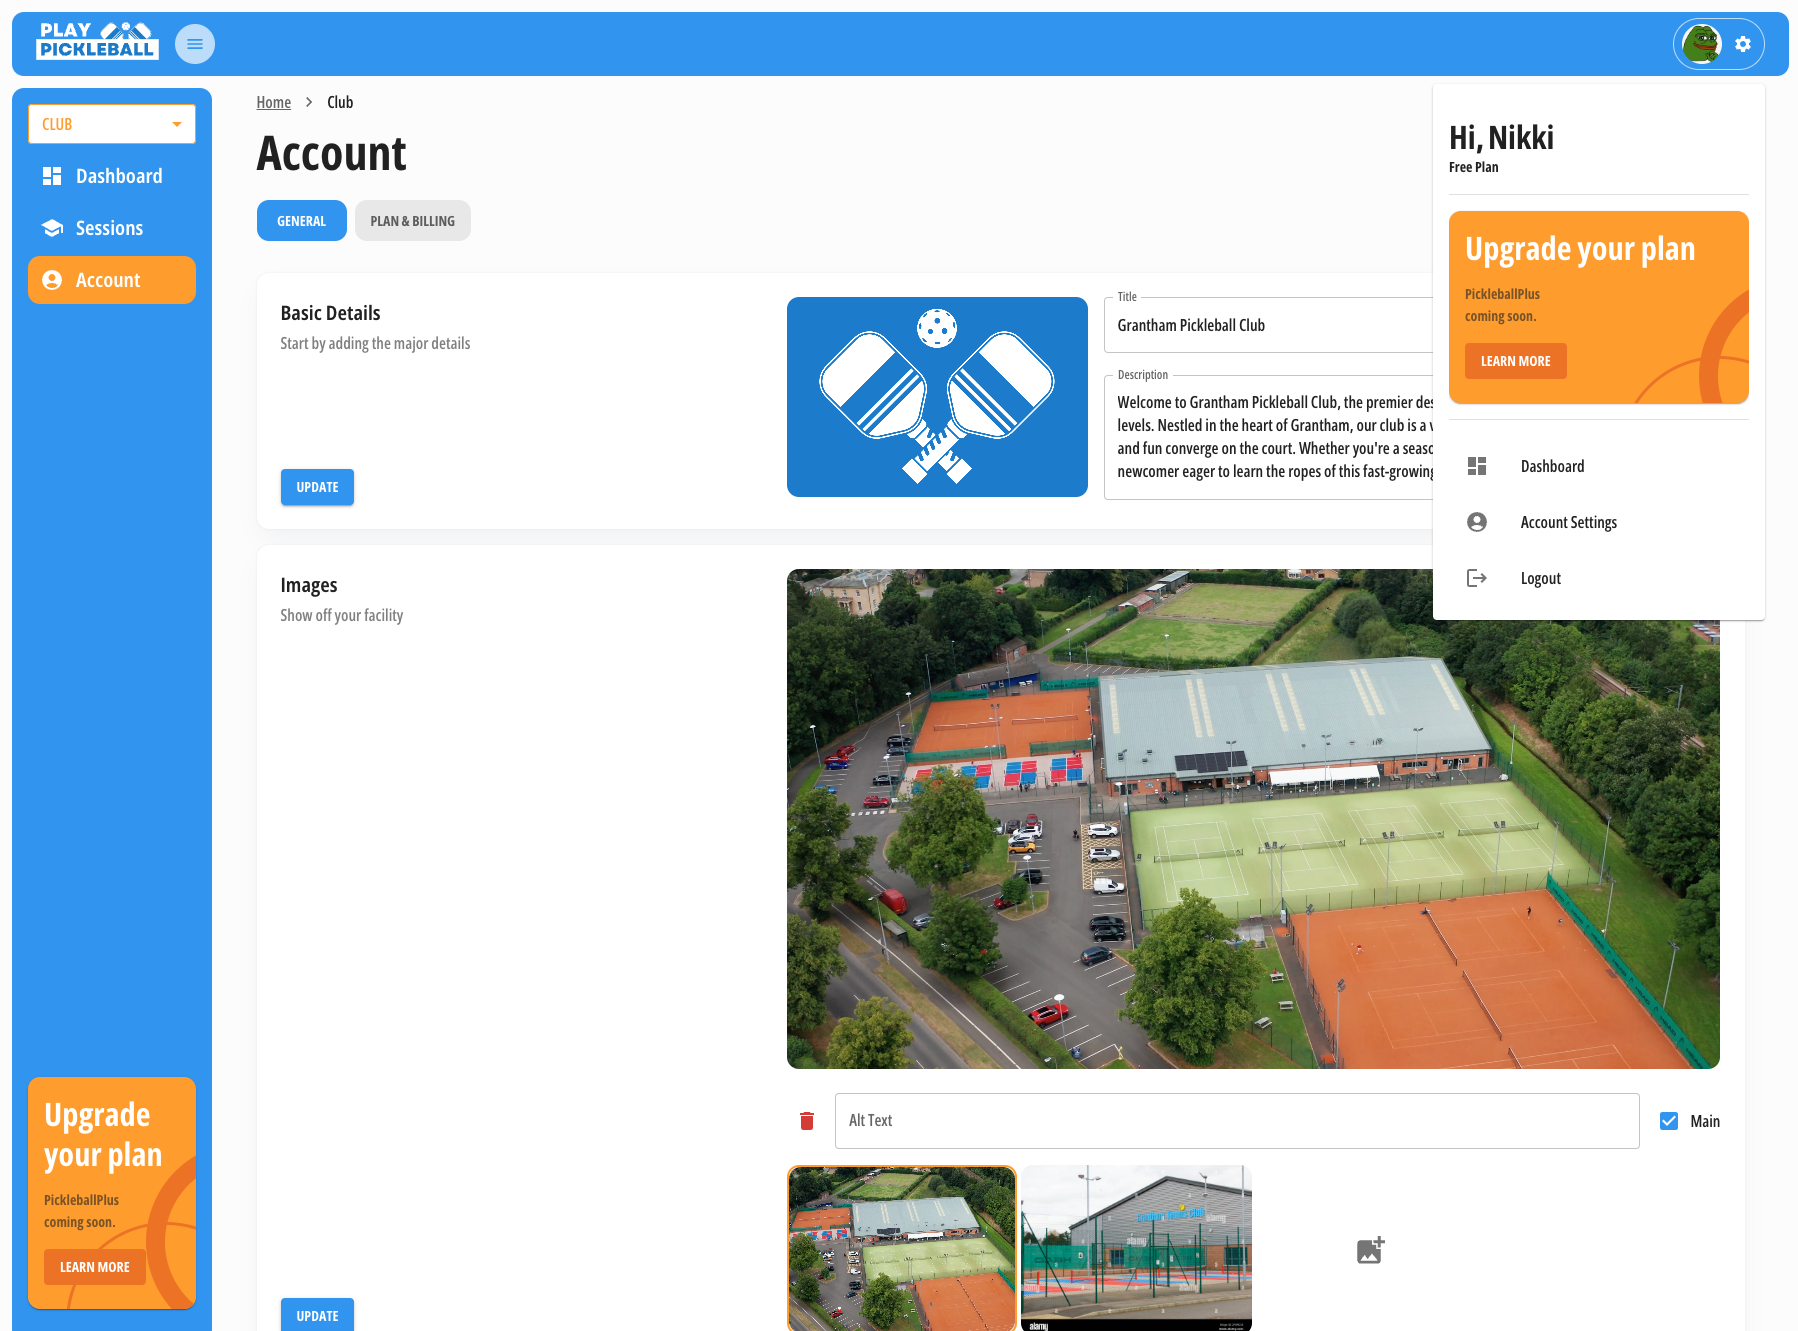 PLAY
PICKLEBALL
CLUB
Dashboard
Sessions
Account
Upgrade
your plan
PickleballPlus
coming soon.
LEARN MORE
Home
Club
Account
GENERAL
PLAN & BILLING
Basic Details
Start by adding the major details
UPDATE
Title
Grantham Pickleball Club
Description
Welcome to Grantham Pickleball Club, the premier des
levels. Nestled in the heart of Grantham, our club is a
and fun converge on the court. Whether you're a seaso
newcomer eager to learn the ropes of this fast-growing
Images
Show off your facility
UPDATE
Alt Text
Main
alamy
alamy
Hi, Nikki
Free Plan
Upgrade your plan
PickleballPlus
coming soon.
LEARN MORE
Dashboard
Account Settings
Logout